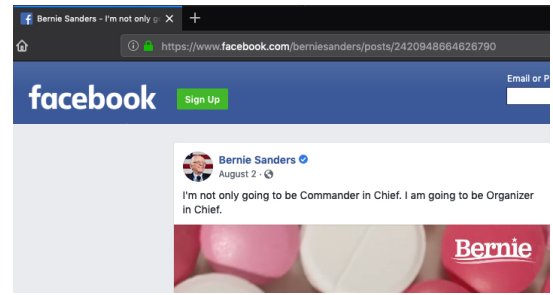 Bernie Sanders - I'm not only g
https://www.facebook.com/berniesanders/posts/2420948664626790
Email or P
facebook
Sign Up
Bernie Sanders
August 2 ·
I'm not only going to be Commander in Chief. I am going to be Organizer
in Chief.
Bernie